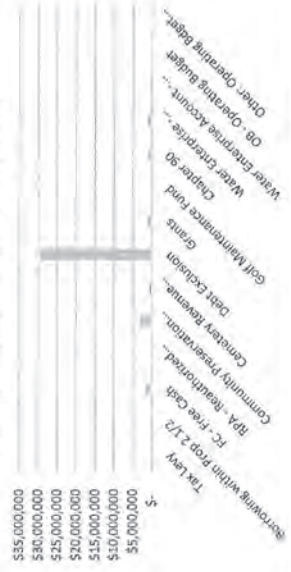 $35,000,000
$30,000,000
$25,000,000
$20,000,000
$15,000,000
$10,000,000
$5,000,000
$-
Borrowing within Prop 2 1/2
Tax Levy
FC - Free Cash
RPA - Reauthorized...
Community Preservation...
Cemetery Revenue...
Debt Exclusion
Grants
Golf Maintenance Fund
Chapter 90
Water Enterprise -...
Water Enterprise Account -...
OB - Operating Budget
Other: Operating Bdget...